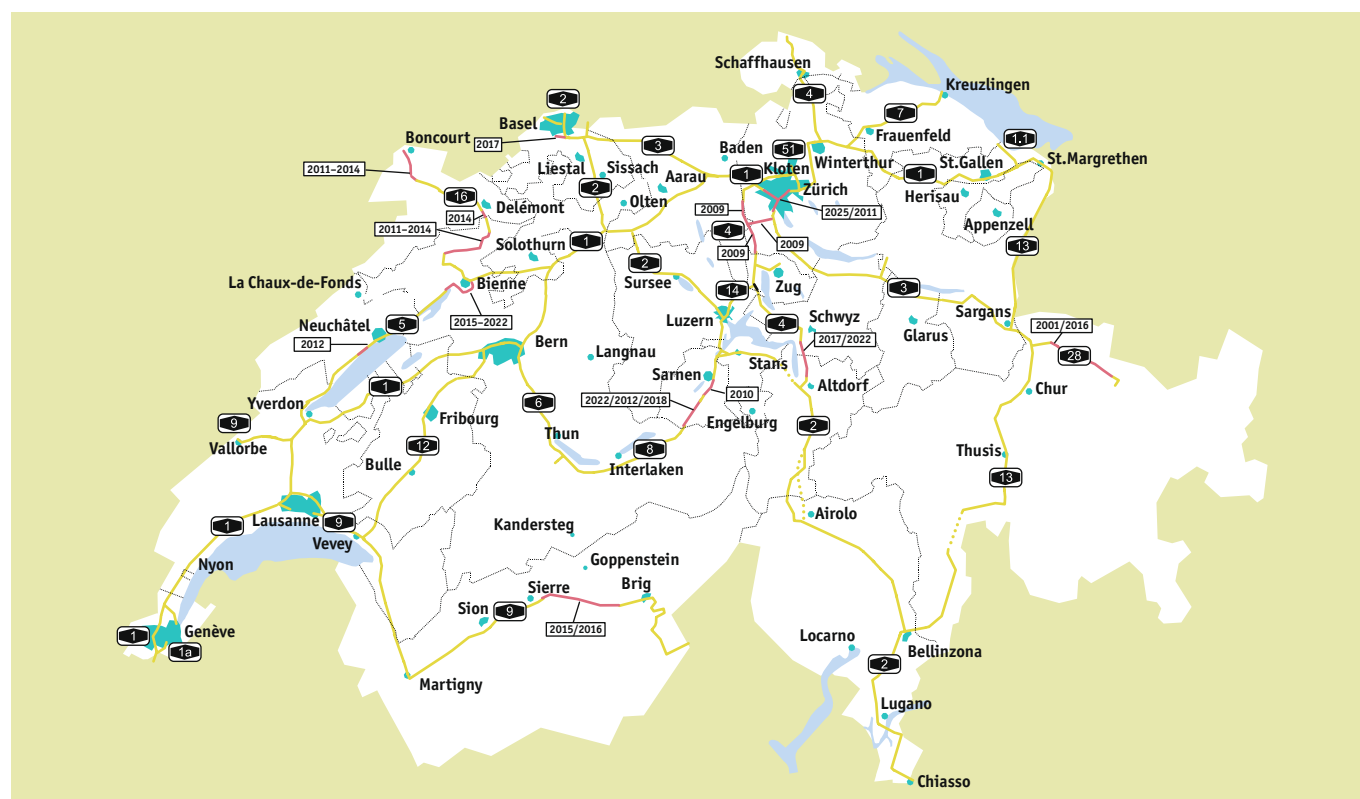 Schaffhausen
4
Kreuzlingen
2
7
Basel
Frauenfeld
1.1
Boncourt
2017
3
Baden
51
Winterthur
St.Gallen
St.Margrethen
2011–2014
Liestal
Sissach
Aarau
1
Kloten
1
Zürich
Herisau
16
Delémont
2
Olten
2009
2025/2011
Appenzell
2014
2011–2014
4
2009
2009
13
Solothurn
1
2
Sursee
Zug
La Chaux-de-Fonds
Bienne
14
3
Neuchâtel
5
2015–2022
Luzern
4
Schwyz
Sargans
2012
Glarus
2001/2016
28
Bern
Langnau
Stans
2017/2022
1
Sarnen
Altdorf
Chur
2010
2022/2012/2018
Yverdon
6
9
Fribourg
Engelburg
2
Vallorbe
12
Thun
8
Bulle
Interlaken
Thusis
13
Lausanne
9
1
Vevey
Kandersteg
Airolo
Nyon
Goppenstein
Sierre
Brig
Sion
9
2015/2016
1
Genève
1a
Locarno
Bellinzona
2
Martigny
Lugano
Chiasso